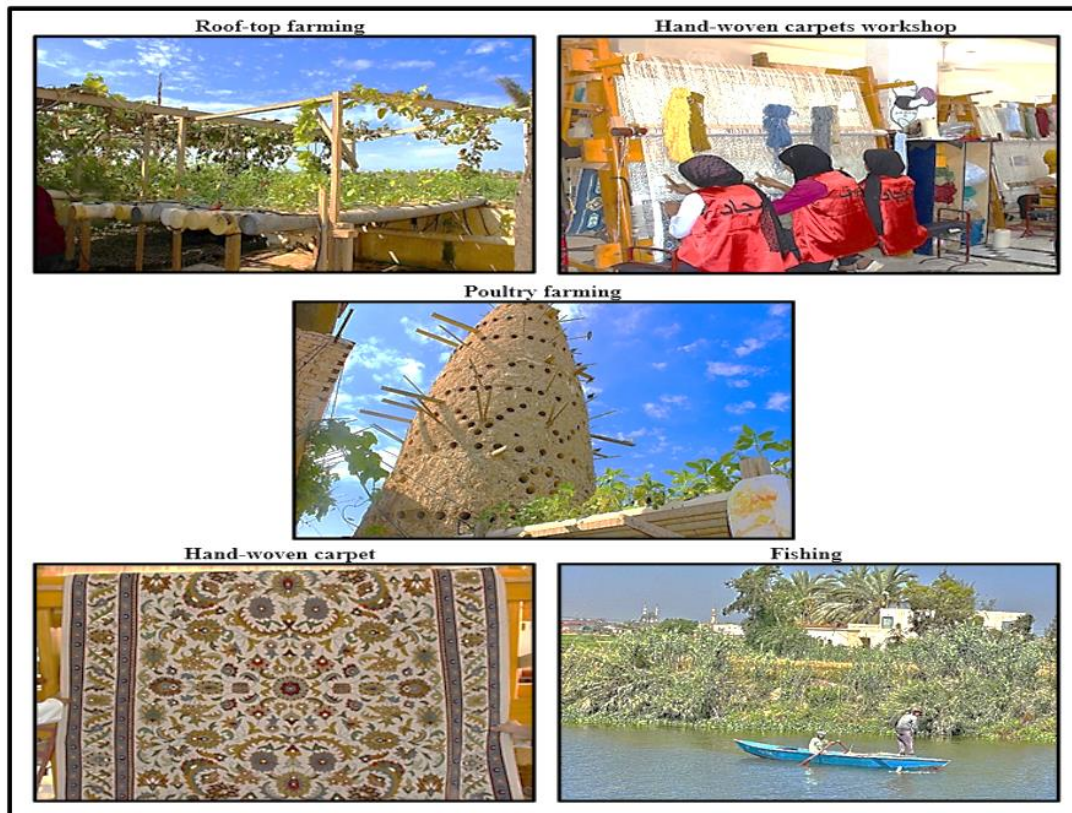 Roof-top farming
Hand-woven carpets workshop
Poultry farming
Hand-woven carpet
Fishing